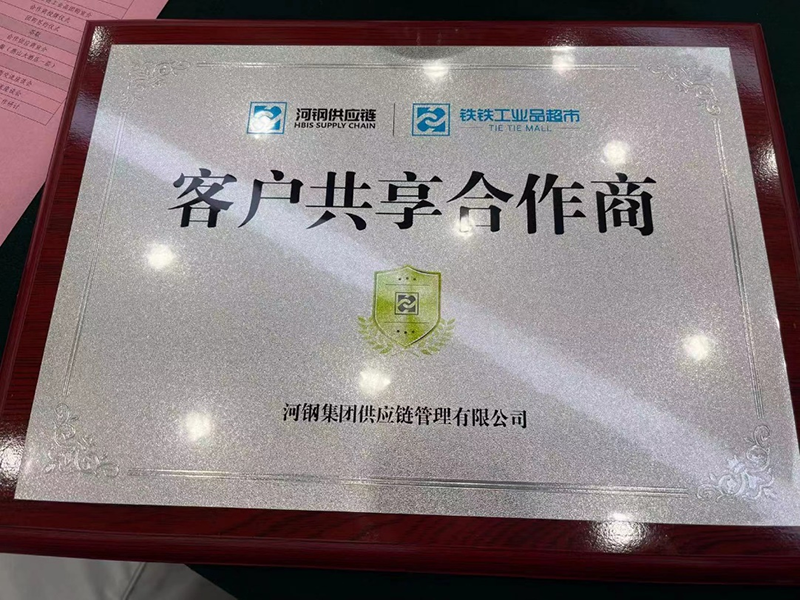 河钢供应链
HBIS SUPPLY CHAIN
铁铁工业品超市
TIE TIE MALL
客户共享合作商
河钢集团供应链管理有限公司